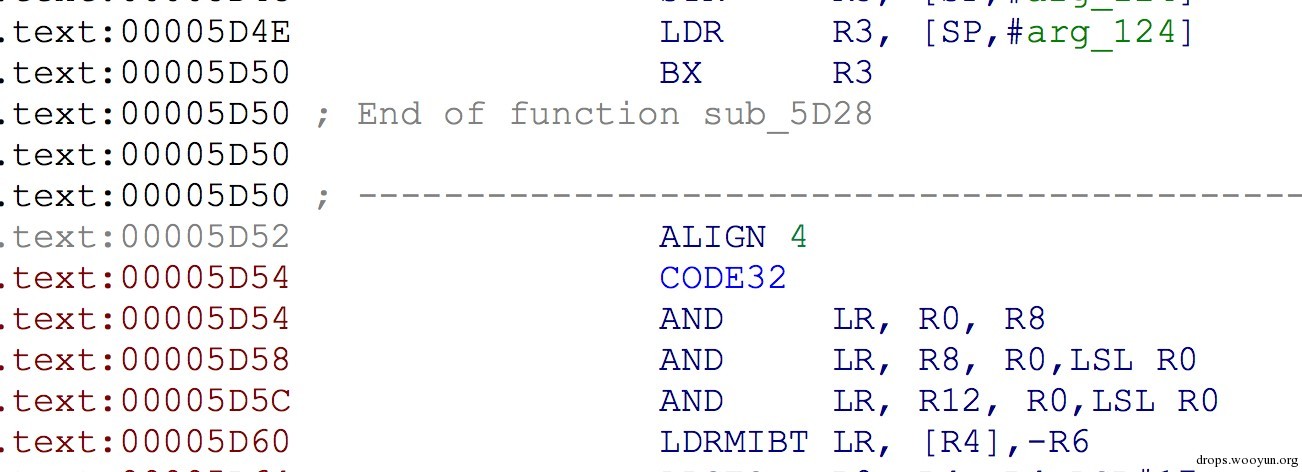 .text:00005D4E LDR R3, [SP,#arg_124]
.text:00005D50 BX R3
.text:00005D50 ; End of function sub_5D28
.text:00005D50
.text:00005D50 ; --------------------------------------------
.text:00005D52 ALIGN 4
.text:00005D54 CODE32
.text:00005D54 AND LR, R0, R8
.text:00005D58 AND LR, R8, R0,LSL R0
.text:00005D5C AND LR, R12, R0,LSL R0
.text:00005D60 LDRMIBT LR, [R4],-R6
drops.wooyun.org